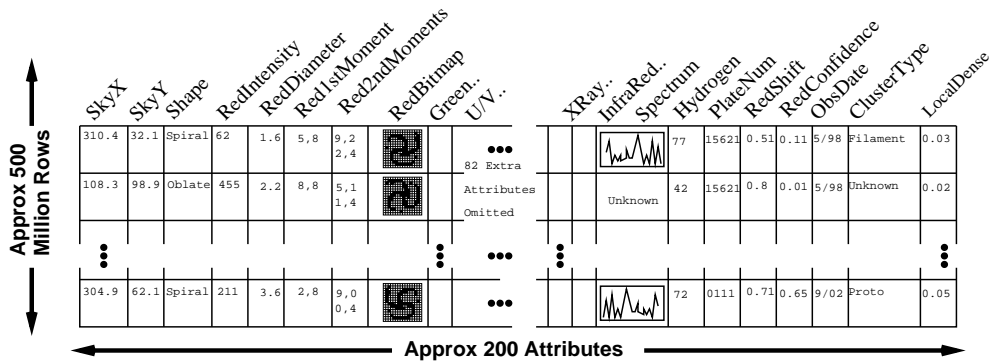 SkyX SkyY Shape RedIntensity RedDiameter Red1stMoment Red2ndMoments RedBitmap Green.. U/V.. XRay.. InfraRed.. Spectrum Hydrogen PlateNum RedShift RedConfidence ObsDate ClusterType LocalDense
Approx 500
Million Rows
310.4 32.1 Spiral 62 1.6 5,8 9,2 77 15621 0.51 0.11 5/98 Filament 0.03
2,4
82 Extra
108.3 98.9 Oblate 455 2.2 8,8 5,1 Attributes 42 15621 0.8 0.01 5/98 Unknown 0.02
1,4 Unknown
Omitted
304.9 62.1 Spiral 211 3.6 2,8 9,0 72 0111 0.71 0.65 9/02 Proto 0.05
0,4
Approx 200 Attributes